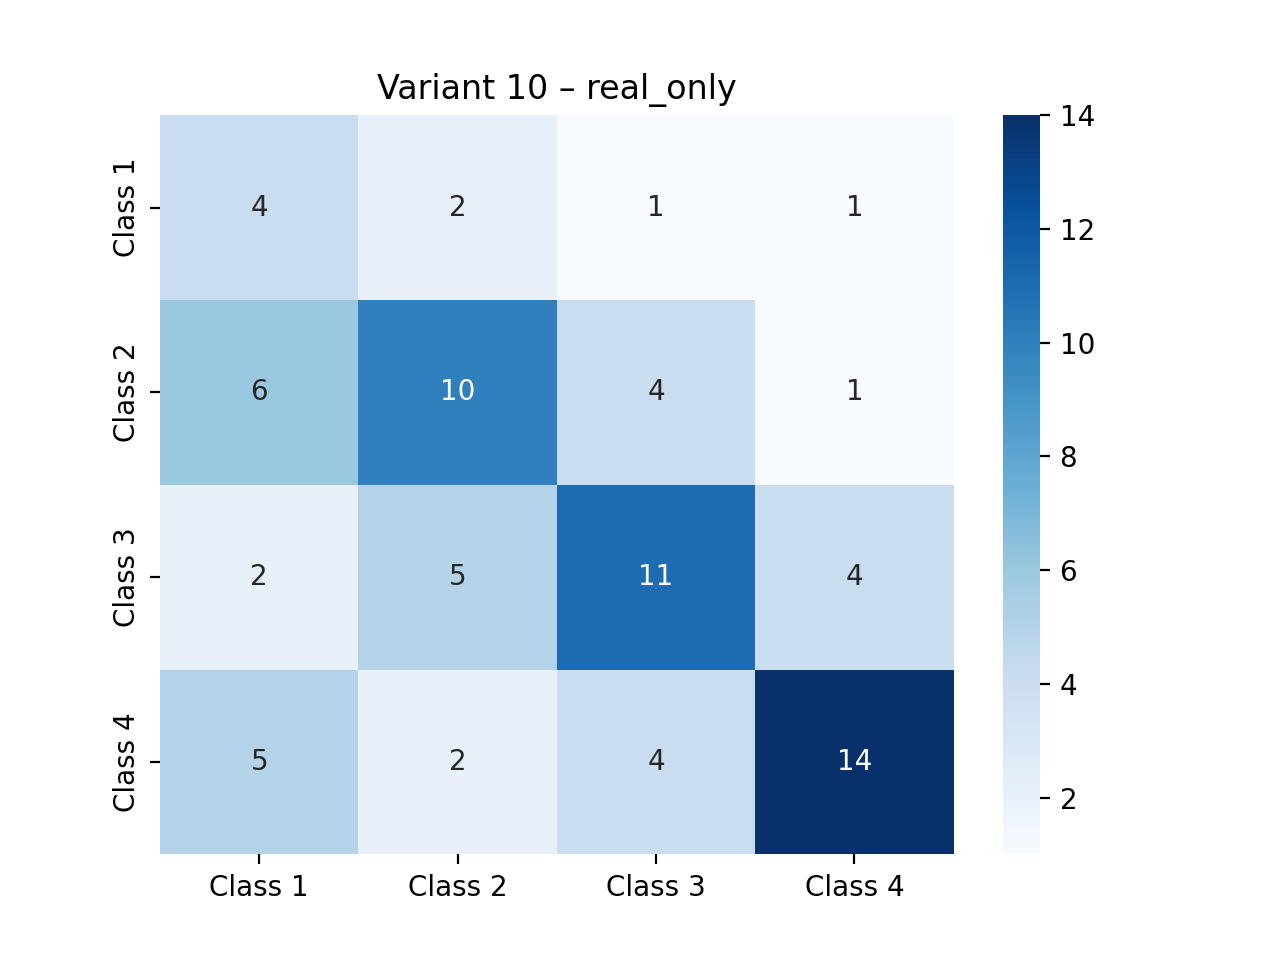 Variant 10 – real_only
Class 1 4 2 1 1
Class 2 6 10 4 1
Class 3 2 5 11 4
Class 4 5 2 4 14
Class 1 Class 2 Class 3 Class 4
14
12
10
8
6
4
2